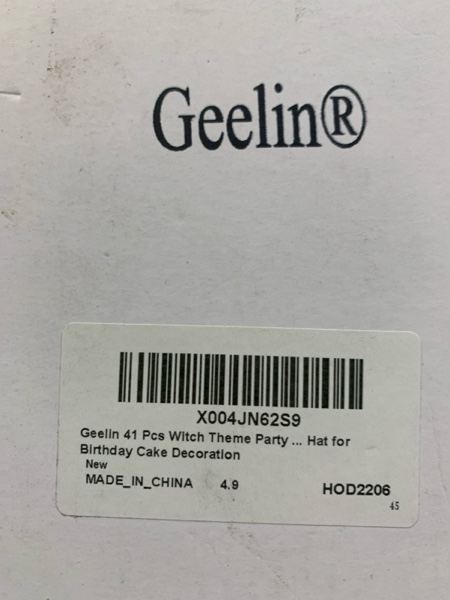 Geelin®
X004JN62S9
Geelin 41 Pcs Witch Theme Party ... Hat for
Birthday Cake Decoration
New
MADE_IN_CHINA 4.9
HOD2206
45